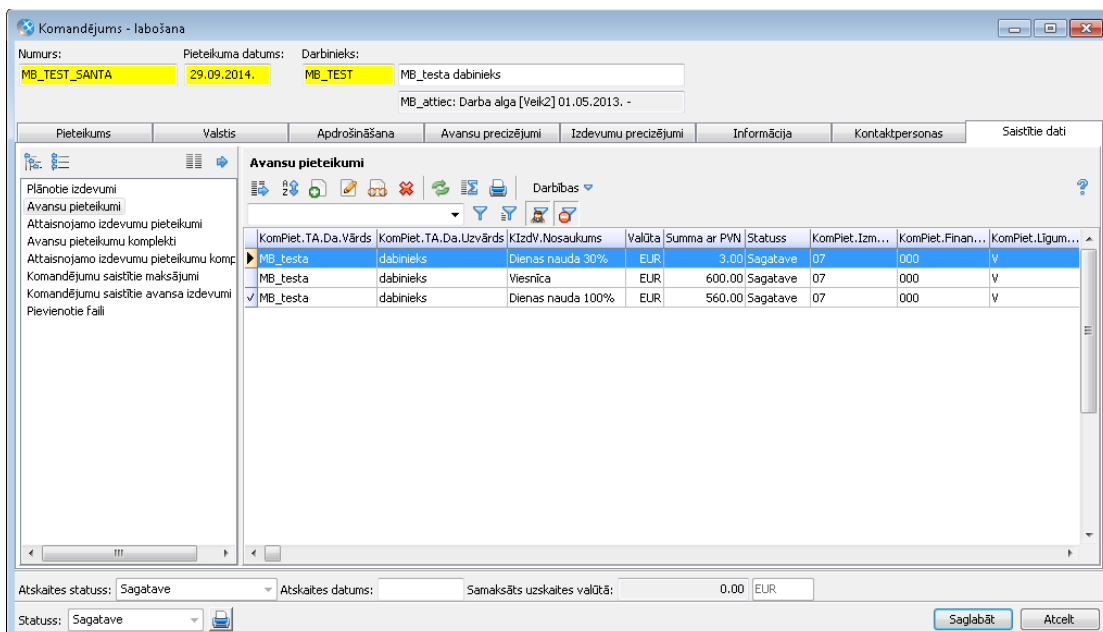 Komandējums - labošana
Numurs: Pieteikuma datums: Darbinieks:
MB_TEST_SANTA 29.09.2014. MB_TEST MB_testa dabinieks
MB_attiec: Darba alga [Veik2] 01.05.2013. -
Pieteikums Valstis Apdrošināšana Avansu precizējumi Izdevumu precizējumi Informācija Kontaktpersonas Saistītie dati
Plānotie izdevumi
Avansu pieteikumi
Attaisnojamo izdevumu pieteikumi
Avansu pieteikumu komplekti
Attaisnojamo izdevumu pieteikumu komp
Komandējumu saistītie maksājumi
Komandējumu saistītie avansa izdevumi
Pievienotie faili
Avansu pieteikumi
Darbības
KomPiet.TA.Da.Vārds KomPiet.TA.Da.Uzvārds KIzdV.Nosaukums Valūta Summa ar PVN Statuss KomPiet.Izm... KomPiet.Finan... KomPiet.Līgum...
MB_testa dabinieks Dienas nauda 30% EUR 3.00 Sagatave 07 000 V
MB_testa dabinieks Viesnīca EUR 600.00 Sagatave 07 000 V
MB_testa dabinieks Dienas nauda 100% EUR 560.00 Sagatave 07 000 V
Atskaites statuss: Sagatave Atskaites datums: Samaksāts uzskaites valūtā: 0.00 EUR
Statuss: Sagatave Saglabāt Atcelt